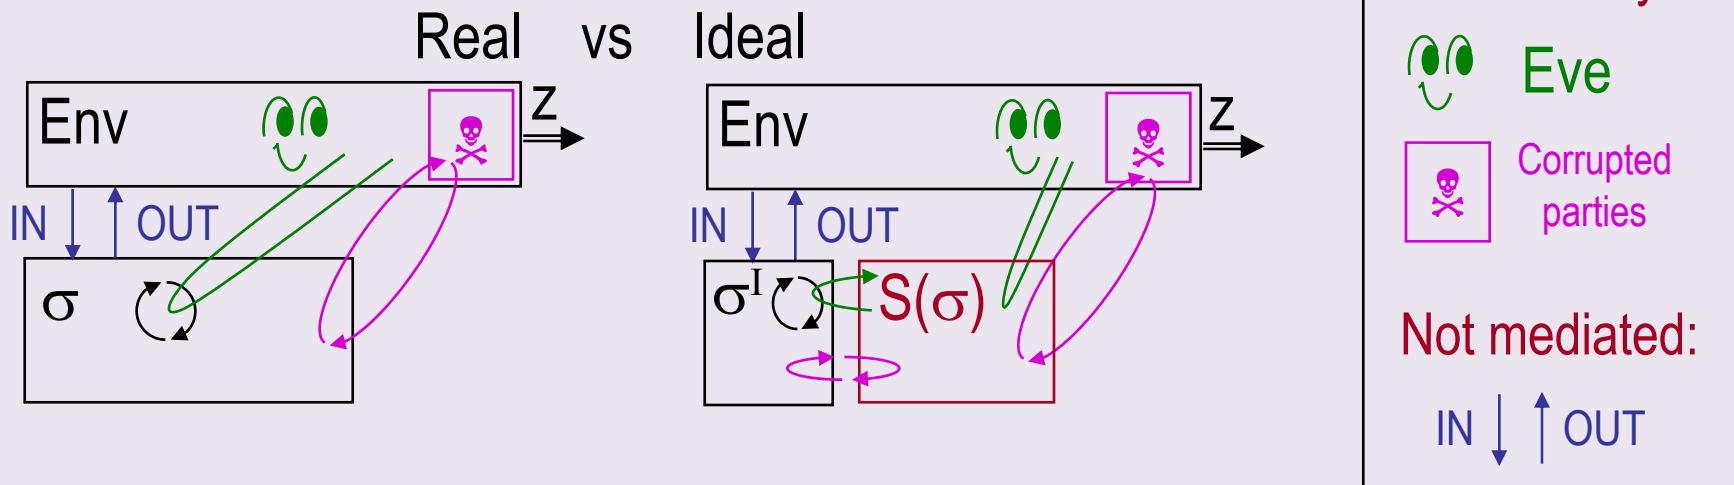 Real vs Ideal
Env
z
IN
OUT
σ
Env
z
IN
OUT
σI
S(σ)
Eve
Corrupted
parties
Not mediated:
IN
OUT